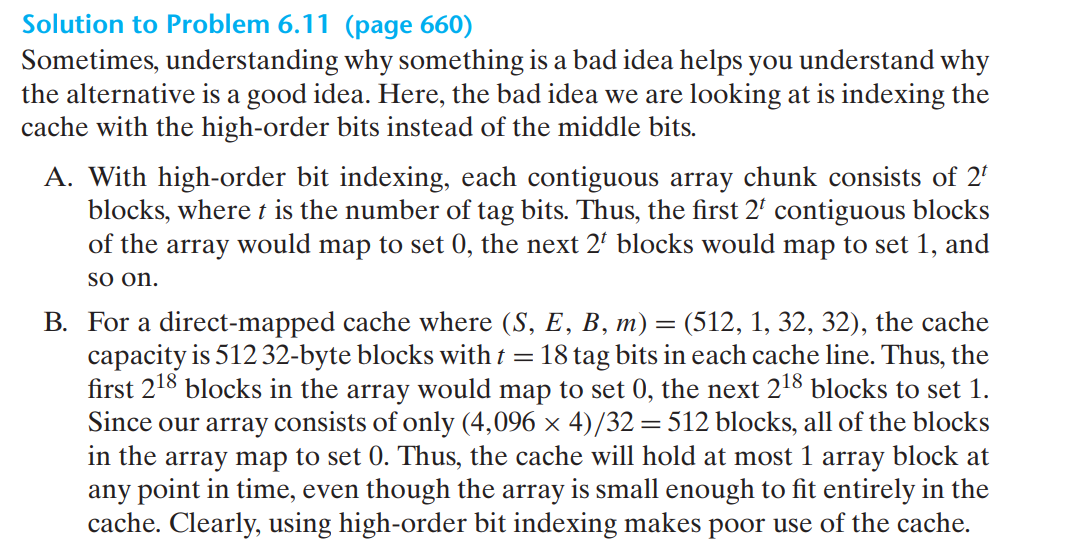 Solution to Problem 6.11 (page 660)
Sometimes, understanding why something is a bad idea helps you understand why
the alternative is a good idea. Here, the bad idea we are looking at is indexing the
cache with the high-order bits instead of the middle bits.
A. With high-order bit indexing, each contiguous array chunk consists of 2^t
blocks, where t is the number of tag bits. Thus, the first 2^t contiguous blocks
of the array would map to set 0, the next 2^t blocks would map to set 1, and
so on.
B. For a direct-mapped cache where (S, E, B, m) = (512, 1, 32, 32), the cache
capacity is 512 32-byte blocks with t = 18 tag bits in each cache line. Thus, the
first 2^18 blocks in the array would map to set 0, the next 2^18 blocks to set 1.
Since our array consists of only (4,096 × 4)/32 = 512 blocks, all of the blocks
in the array map to set 0. Thus, the cache will hold at most 1 array block at
any point in time, even though the array is small enough to fit entirely in the
cache. Clearly, using high-order bit indexing makes poor use of the cache.